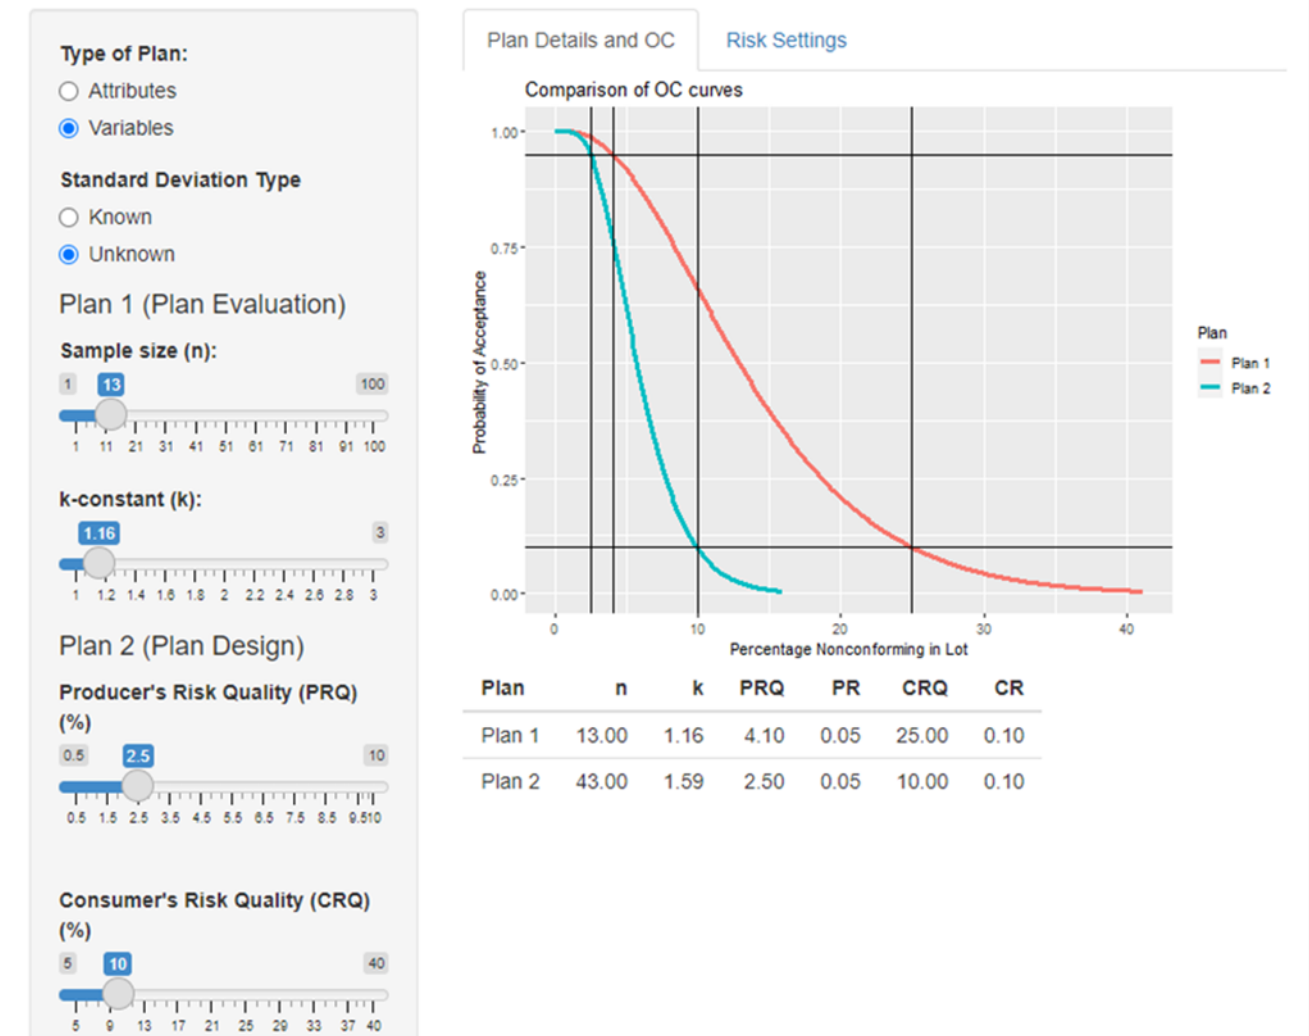 Type of Plan:
Attributes
Variables
Standard Deviation Type
Known
Unknown
Plan 1 (Plan Evaluation)
Sample size (n):
1 13 100
1 11 21 31 41 51 61 71 81 91 100
k-constant (k):
1.16 3
1 1.2 1.4 1.6 1.8 2 2.2 2.4 2.6 2.8 3
Plan 2 (Plan Design)
Producer's Risk Quality (PRQ)
(%)
0.5 2.5 10
0.5 1.5 2.5 3.5 4.5 5.5 6.5 7.5 8.5 9.510
Consumer's Risk Quality (CRQ)
(%)
5 10 40
5 9 13 17 21 25 29 33 37 40
Plan Details and OC Risk Settings
Comparison of OC curves
1.00
0.75
0.50
0.25
0.00
Probability of Acceptance
0 10 20 30 40
Percentage Nonconforming in Lot
Plan
Plan 1
Plan 2
Plan n k PRQ PR CRQ CR
Plan 1 13.00 1.16 4.10 0.05 25.00 0.10
Plan 2 43.00 1.59 2.50 0.05 10.00 0.10